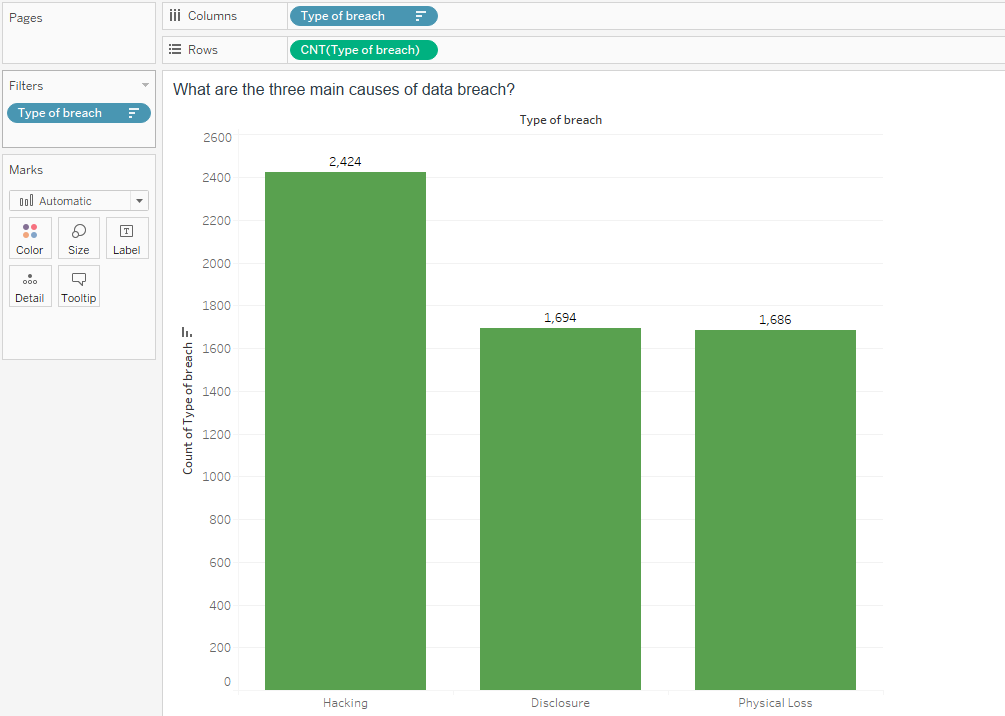 Pages
Columns
Type of breach
Rows
CNT(Type of breach)
Filters
Type of breach
Marks
Automatic
Color
Size
Label
Detail
Tooltip
What are the three main causes of data breach?
Type of breach
Count of Type of breach
2600
2400
2200
2000
1800
1600
1400
1200
1000
800
600
400
200
0
2,424
1,694
1,686
Hacking
Disclosure
Physical Loss